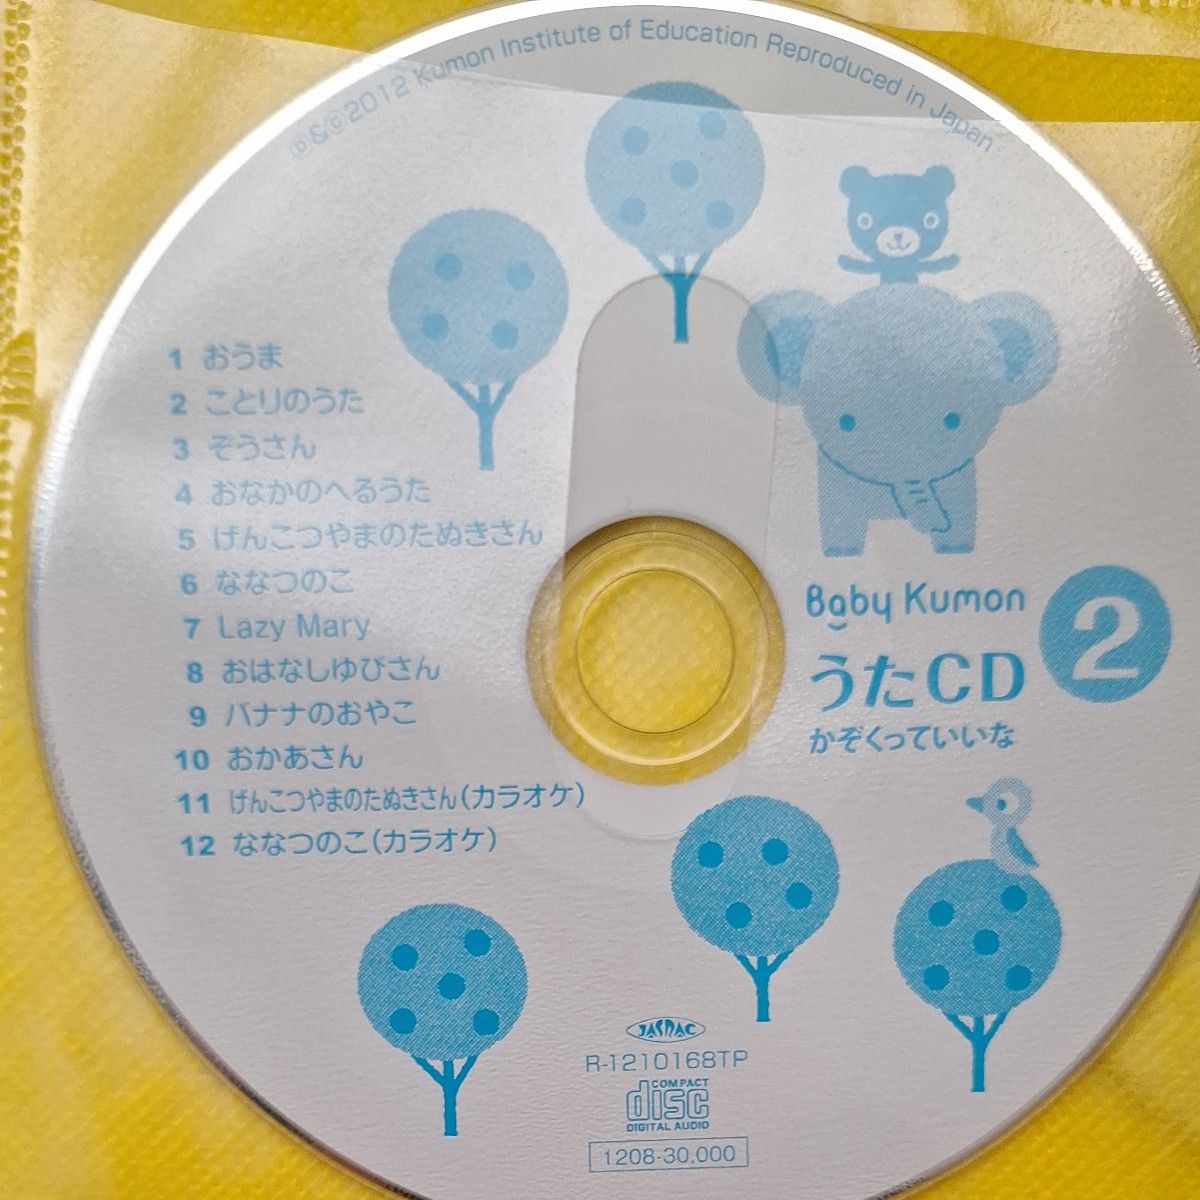 ℗&©2012 Kumon Institute of Education Reproduced in Japan
1 おうま
2 ことりのうた
3 ぞうさん
4 おなかのへるうた
5 げんこつやまのたぬきさん
6 ななつのこ
7 Lazy Mary
8 おはなしゆびさん
9 バナナのおやこ
10 おかあさん
11 げんこつやまのたぬきさん(カラオケ)
12 ななつのこ(カラオケ)
Baby Kumon
うたCD
2
かぞくっていいな
JASRAC
R-1210168TP
COMPACT
disc
DIGITAL AUDIO
1208-30,000